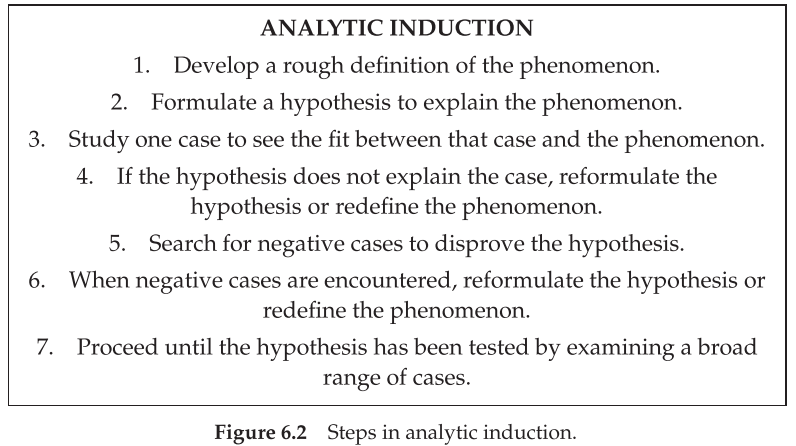 ANALYTIC INDUCTION
1. Develop a rough definition of the phenomenon.
2. Formulate a hypothesis to explain the phenomenon.
3. Study one case to see the fit between that case and the phenomenon.
4. If the hypothesis does not explain the case, reformulate the
hypothesis or redefine the phenomenon.
5. Search for negative cases to disprove the hypothesis.
6. When negative cases are encountered, reformulate the hypothesis or
redefine the phenomenon.
7. Proceed until the hypothesis has been tested by examining a broad
range of cases.
Figure 6.2 Steps in analytic induction.